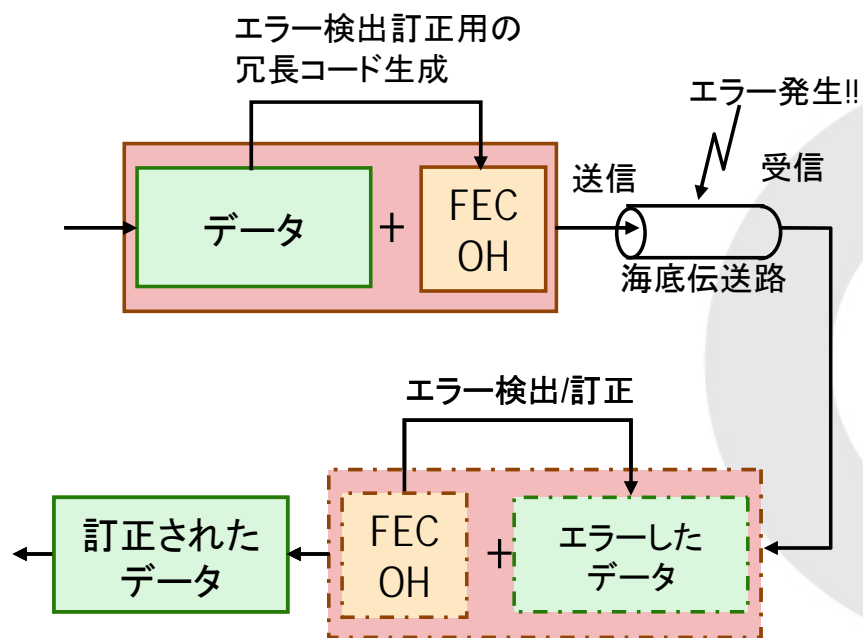 エラー検出訂正用の
冗長コード生成
エラー発生!!
送信
受信
データ
+
FEC
OH
海底伝送路
エラー検出/訂正
訂正された
データ
FEC
OH
+
エラーした
データ